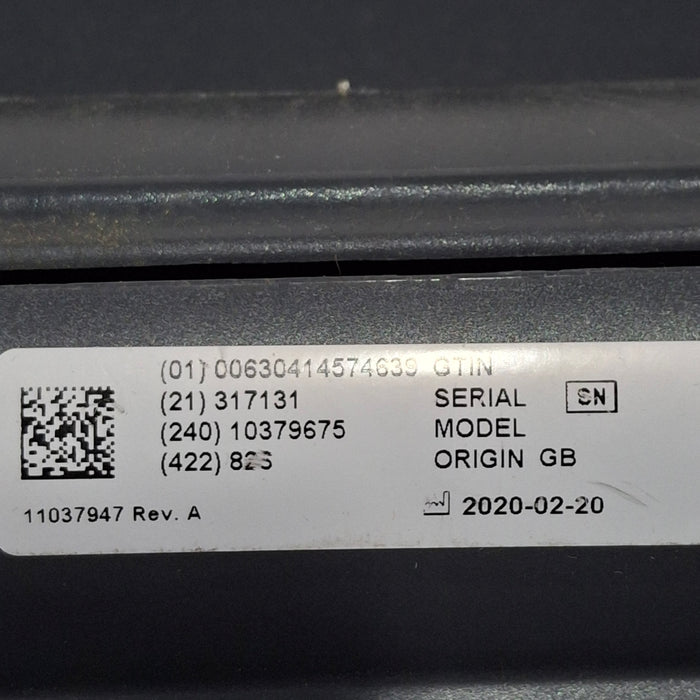 (01) 00630414574639 GTIN
(21) 317131 SERIAL SN
(240) 10379675 MODEL
(422) 826 ORIGIN GB
11037947 Rev. A 2020-02-20